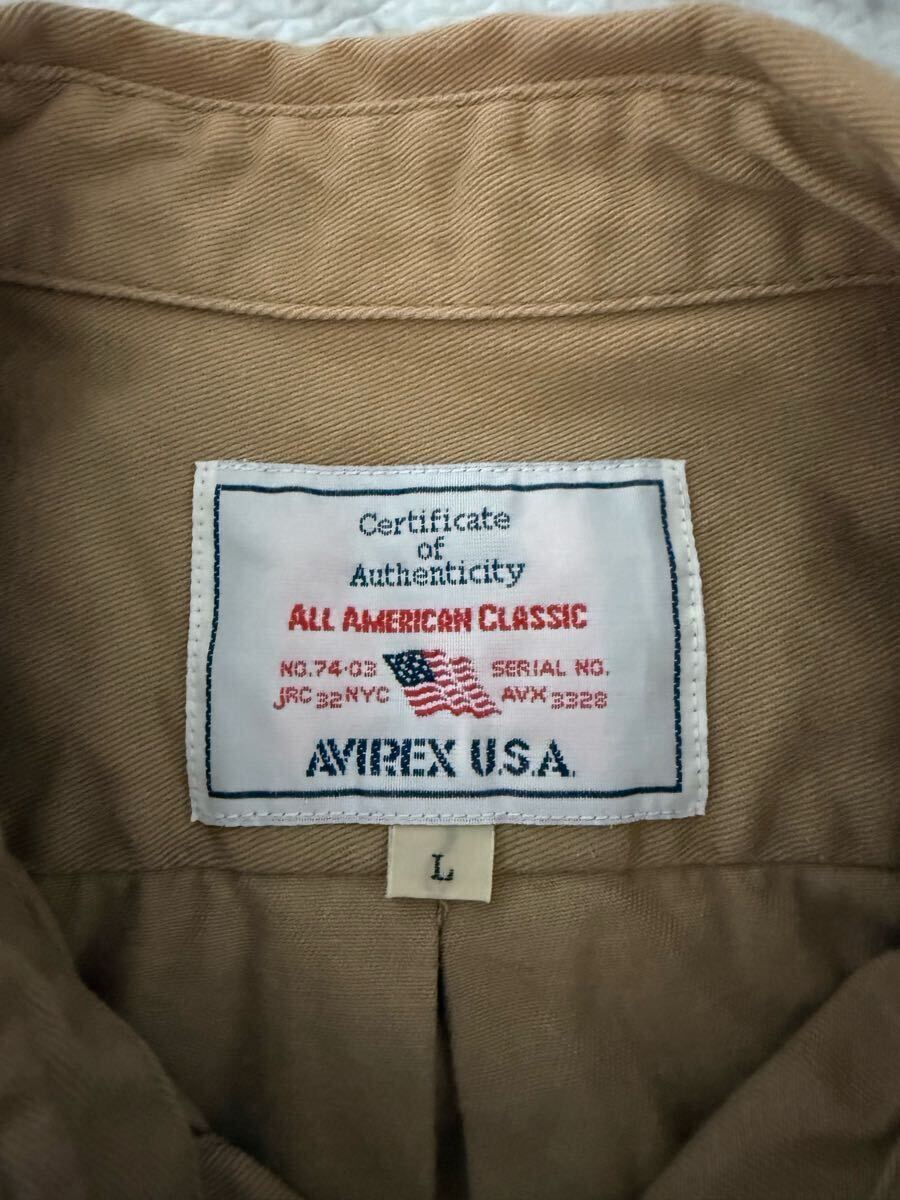 Certificate
of
Authenticity
ALL AMERICAN CLASSIC
NO.74-03 SERIAL NO.
JRC 32 NYC AVX 3328
AVIREX U.S.A.
L